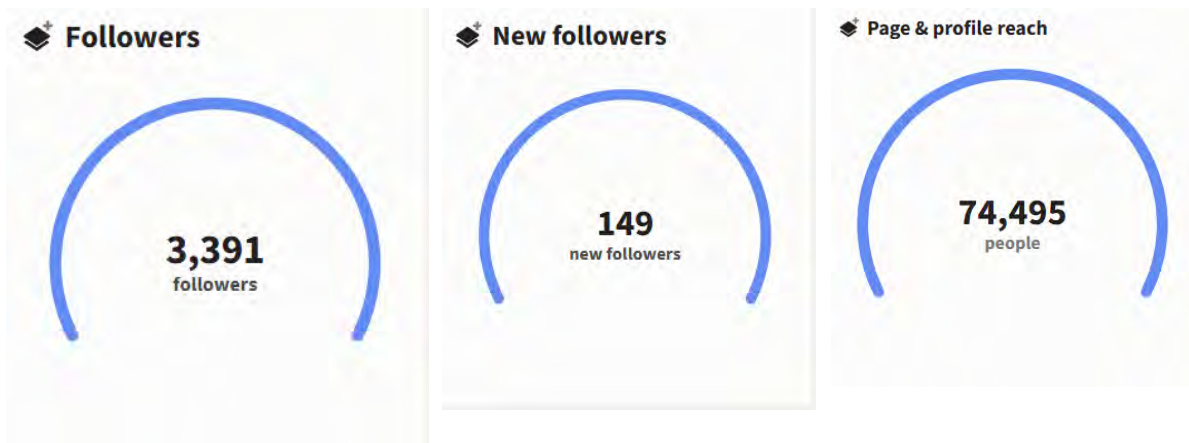 Followers
3,391
followers
New followers
149
new followers
Page & profile reach
74,495
people